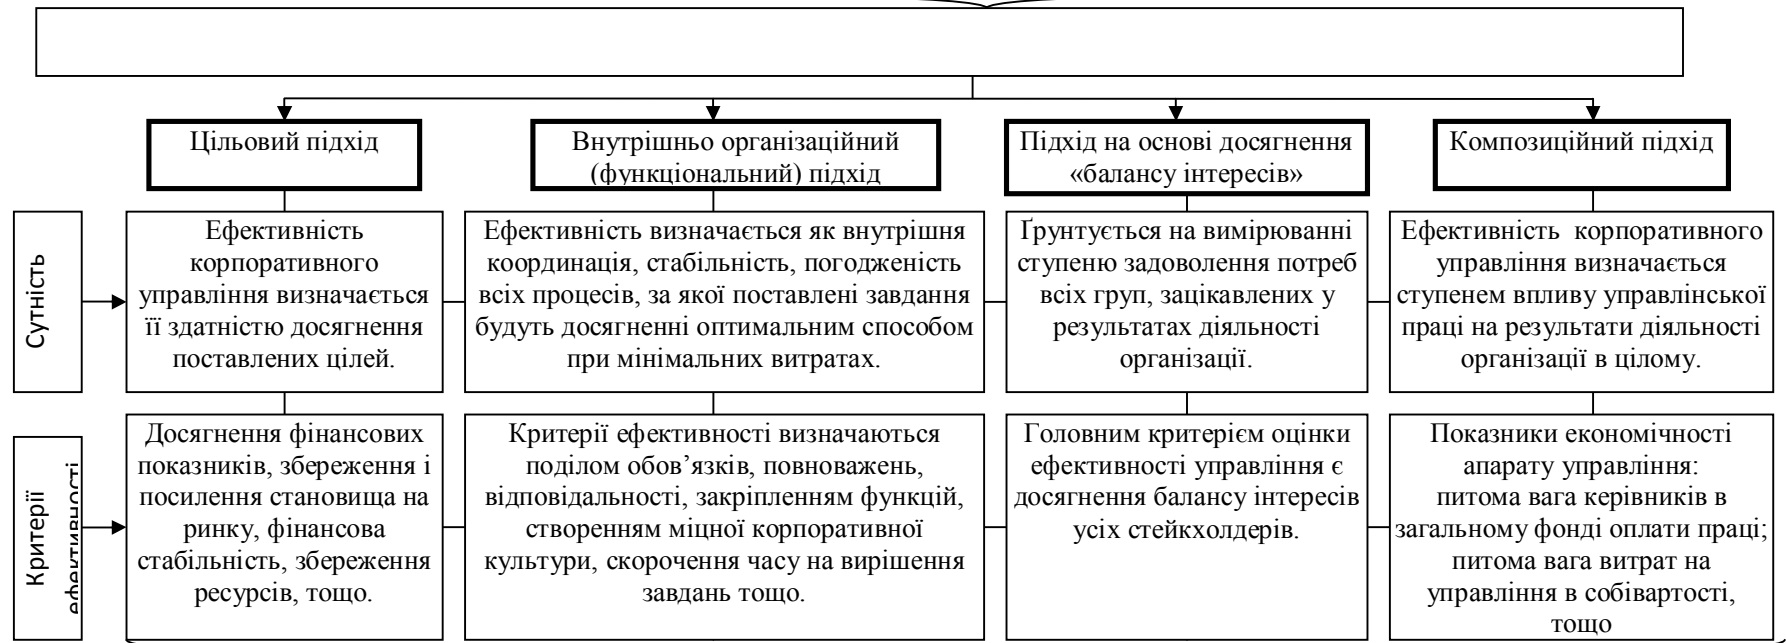 Цільовий підхід
Внутрішньо організаційний
(функціональний) підхід
Підхід на основі досягнення
«балансу інтересів»
Композиційний підхід
Сутність
Ефективність
корпоративного
управління визначається
її здатністю досягнення
поставлених цілей.
Ефективність визначається як внутрішня
координація, стабільність, погодженість
всіх процесів, за якої поставлені завдання
будуть досягненні оптимальним способом
при мінімальних витратах.
Ґрунтується на вимірюванні
ступеню задоволення потреб
всіх груп, зацікавлених у
результатах діяльності
організації.
Ефективність корпоративного
управління визначається
ступенем впливу управлінської
праці на результати діяльності
організації в цілому.
Критерії
ефективності
Досягнення фінансових
показників, збереження і
посилення становища на
ринку, фінансова
стабільність, збереження
ресурсів, тощо.
Критерії ефективності визначаються
поділом обов’язків, повноважень,
відповідальності, закріпленням функцій,
створенням міцної корпоративної
культури, скорочення часу на вирішення
завдань тощо.
Головним критерієм оцінки
ефективності управління є
досягнення балансу інтересів
усіх стейкхолдерів.
Показники економічності
апарату управління:
питома вага керівників в
загальному фонді оплати праці;
питома вага витрат на
управління в собівартості,
тощо